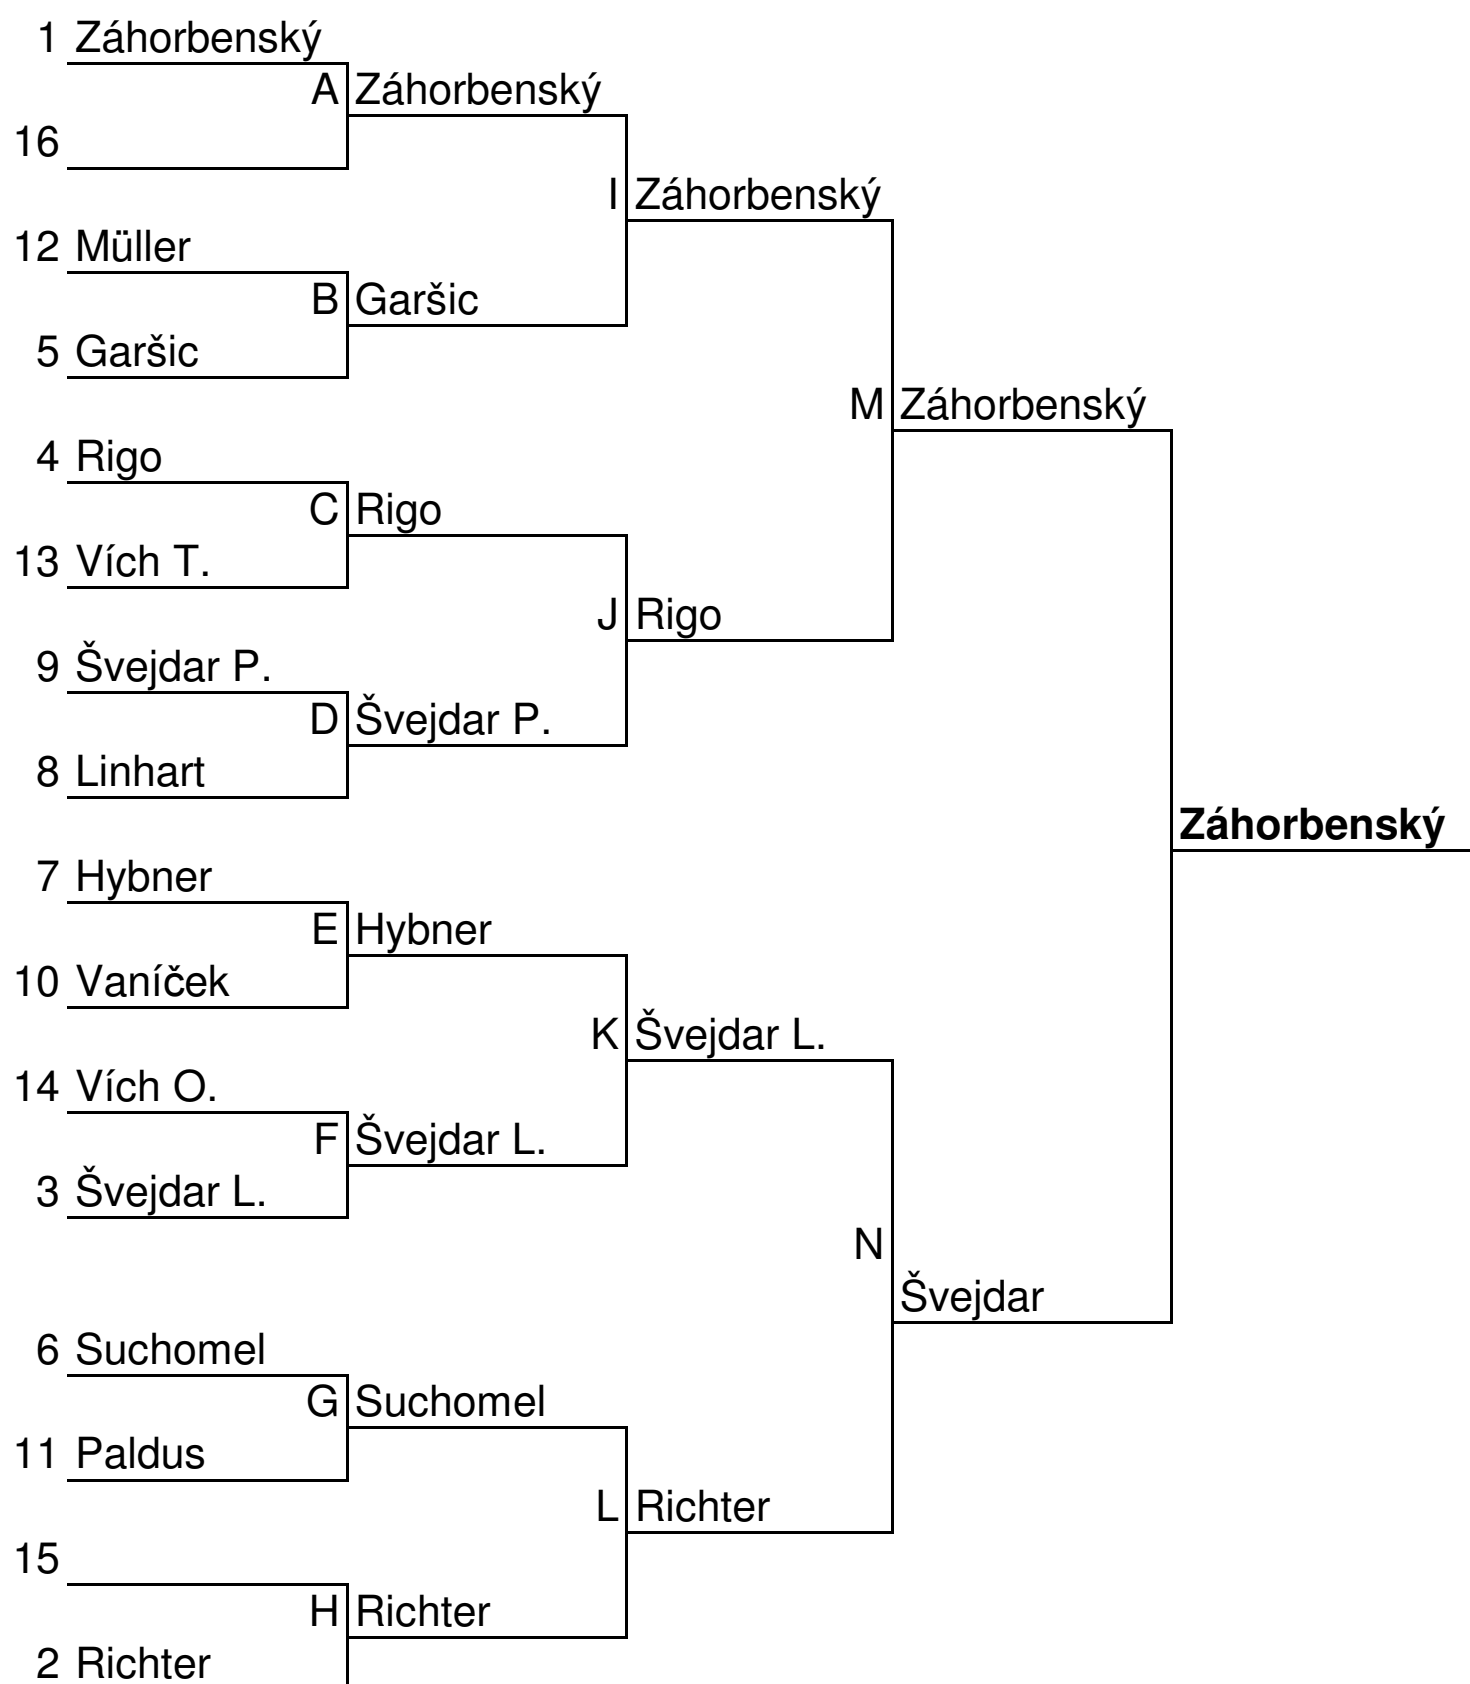 1 Záhorbenský
A Záhorbenský
16
I Záhorbenský
12 Müller
B Garšic
5 Garšic
M Záhorbenský
4 Rigo
C Rigo
13 Vích T.
J Rigo
9 Švejdar P.
D Švejdar P.
8 Linhart
Záhorbenský
7 Hybner
E Hybner
10 Vaníček
K Švejdar L.
14 Vích O.
F Švejdar L.
3 Švejdar L.
N
Švejdar
6 Suchomel
G Suchomel
11 Paldus
L Richter
15
H Richter
2 Richter